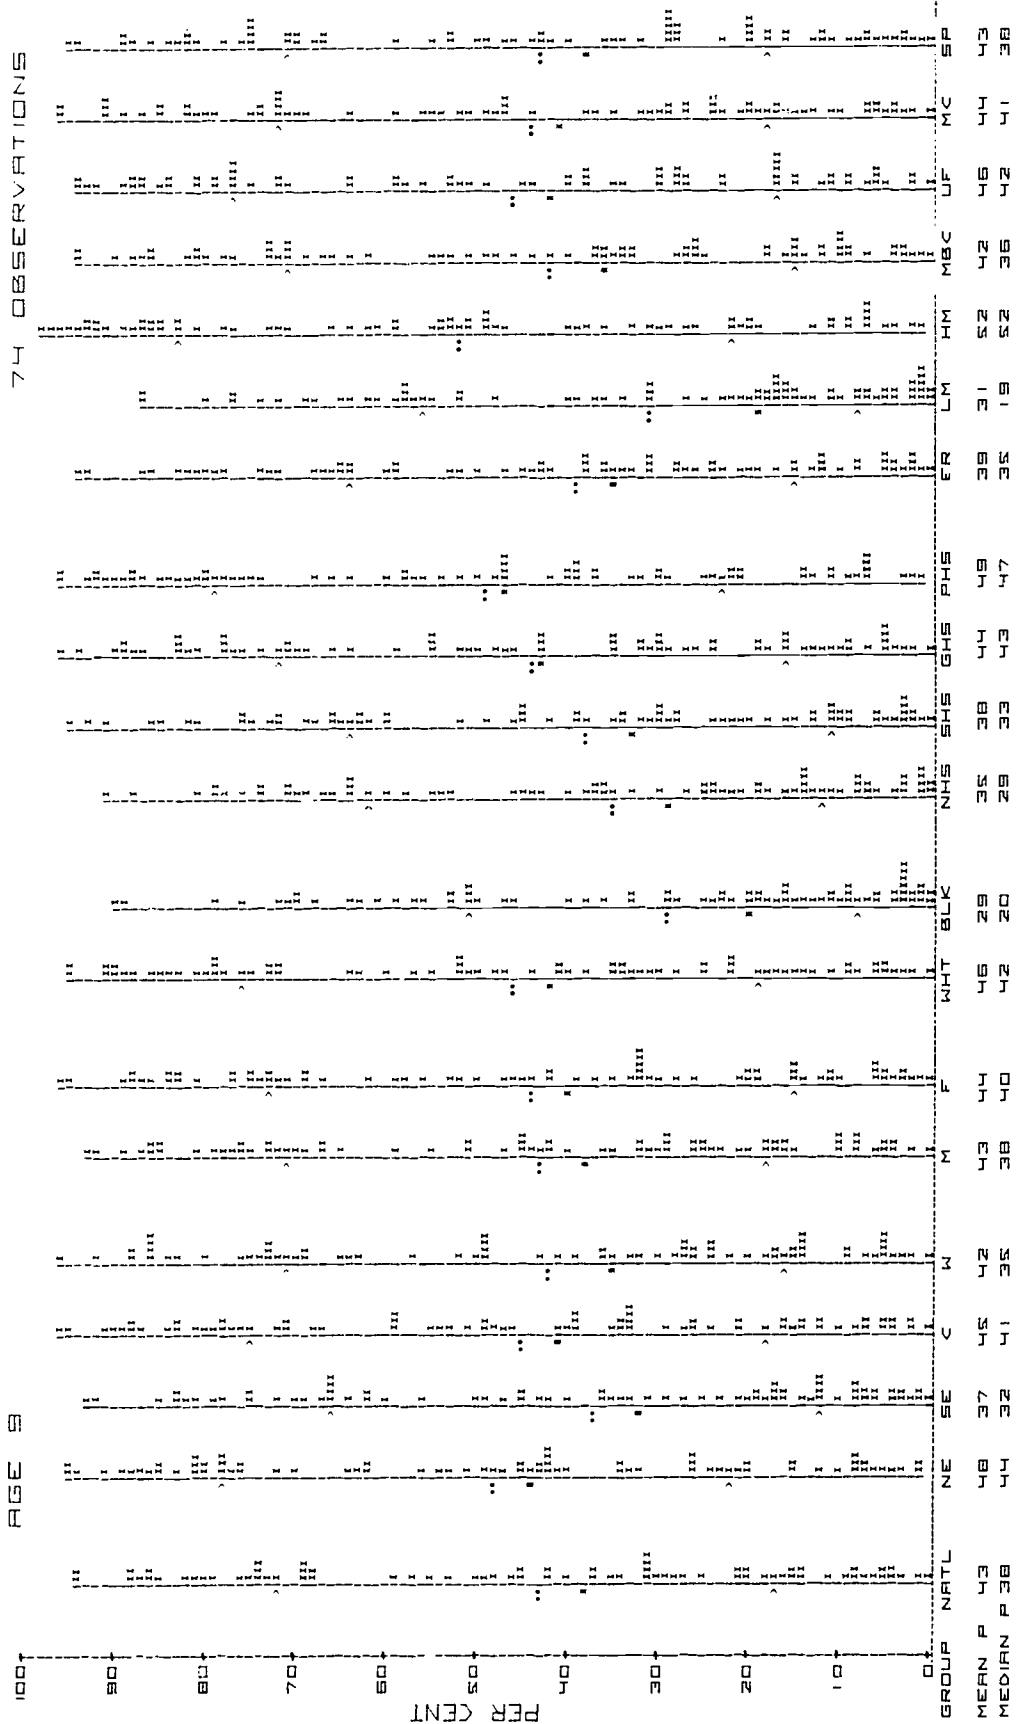 AGE 9
74 OBSERVATIONS
PER CENT
100
90
80
70
60
50
40
30
20
10
0
GROUP NATL NE SE C W M F WHT BLK NHS SHS GHS PHS ER LM HM MBC UF MC SP
MEAN P 43 48 37 45 42 43 44 46 29 35 38 44 49 39 31 52 42 46 44 43
MEDIAN P 38 44 32 41 35 38 40 42 20 29 33 43 47 35 19 52 36 42 41 38